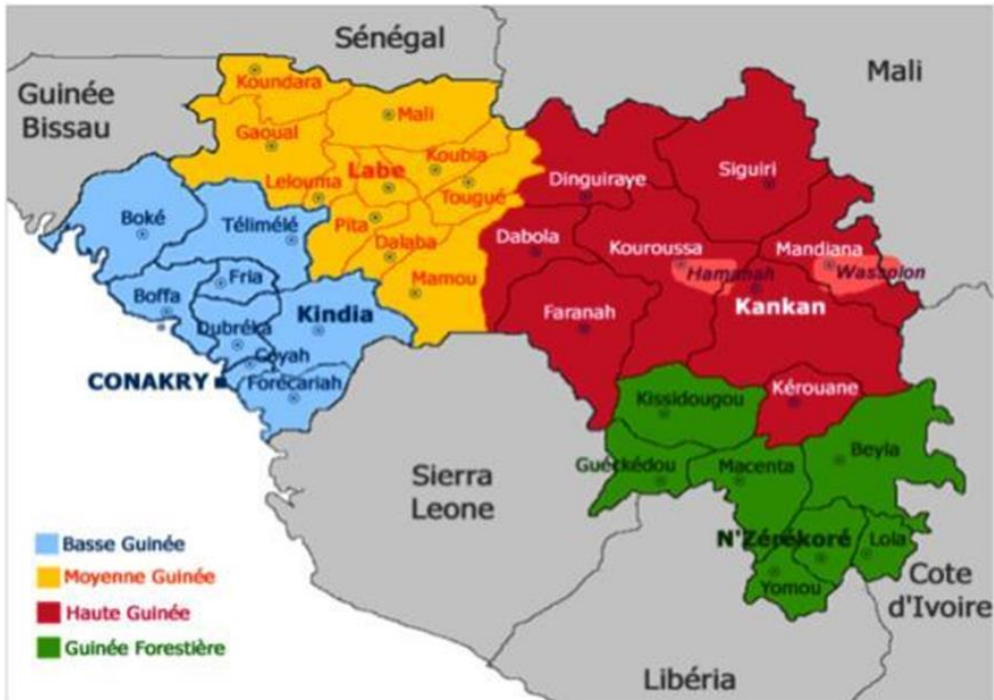 Sénégal
Mali
Guinée
Bissau
Koundara
Mali
Gaoual
Koubia
Labe
Siguiri
Lelouma
Tougué
Dinguiraye
Boké
Télimélé
Pita
Dalaba
Dabola
Kouroussa
Mandiana
Hamanah
Wassolon
Fria
Mamou
Boffa
Kindia
Faranah
Kankan
Dubréka
Coyah
CONAKRY
Forécariah
Kérouane
Kissidougou
Beyla
Guéckédou
Macenta
Sierra
Leone
N'Zérékoré
Lola
Yomou
Cote
d'Ivoire
Libéria
Basse Guinée
Moyenne Guinée
Haute Guinée
Guinée Forestière